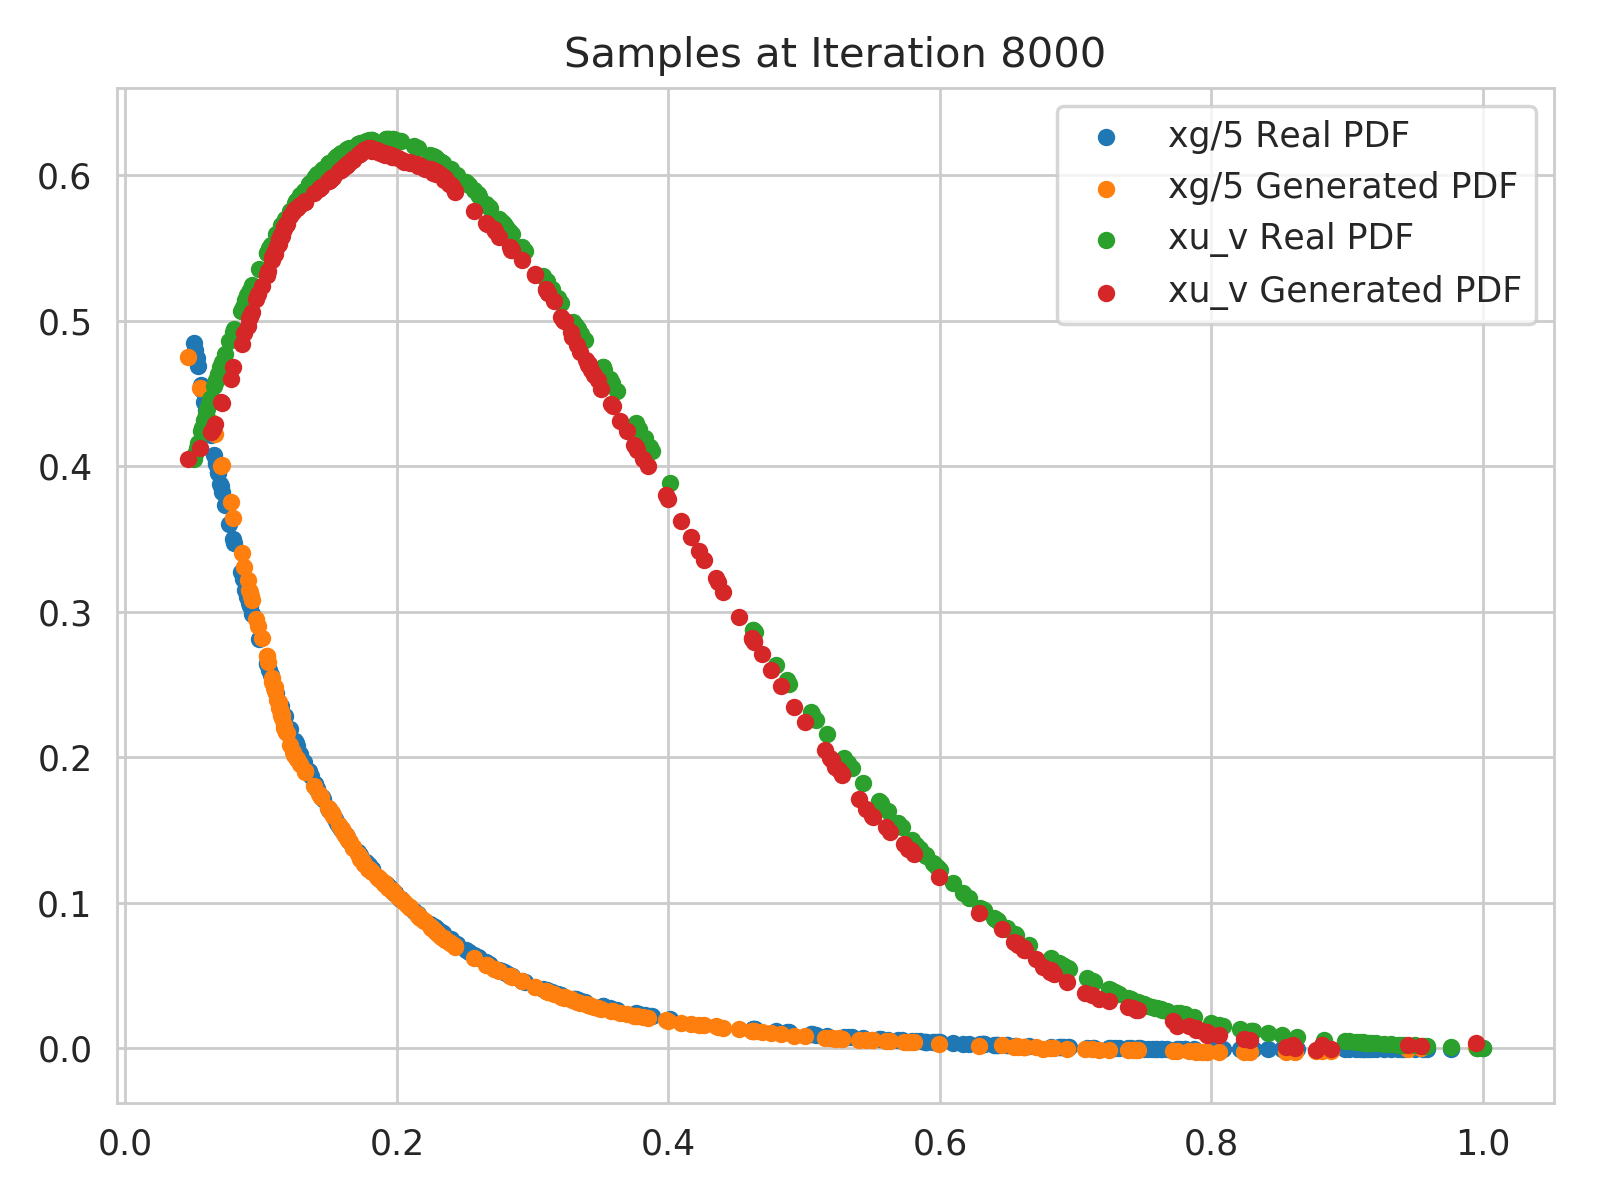 Samples at Iteration 8000
xg/5 Real PDF
xg/5 Generated PDF
xu_v Real PDF
xu_v Generated PDF
0.6
0.5
0.4
0.3
0.2
0.1
0.0
0.0 0.2 0.4 0.6 0.8 1.0